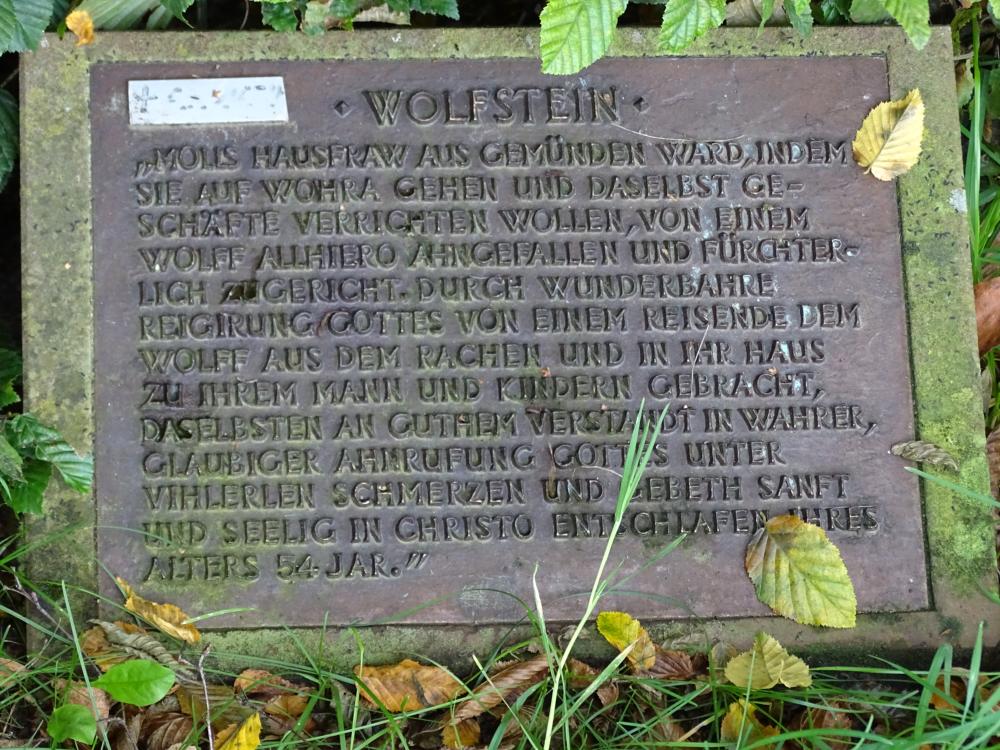 WOLFSTEIN
„MOLLS HAUSFRAW AUS GEMÜNDEN WARD, INDEM
SIE AUF WOHRA GEHEN UND DASELBST GE-
SCHÄFTE VERRICHTEN WOLLEN, VON EINEM
WOLFF ALLHIERO AHNGEFALLEN UND FÜRCHTER-
LICH ZUGERICHT. DURCH WUNDERBAHRE
REIGIRUNG GOTTES VON EINEM REISENDE DEM
WOLFF AUS DEM RACHEN UND IN IHR HAUS
ZU IHREM MANN UND KINDERN GEBRACHT,
DASELBSTEN AN GUTHEM VERSTANDT IN WAHRER,
GLAUBIGER AHNRUFUNG GOTTES UNTER
VIHLERLEN SCHMERZEN UND GEBETH SANFT
UND SEELIG IN CHRISTO ENTSCHLAFEN IHRES
ALTERS 54 JAR."